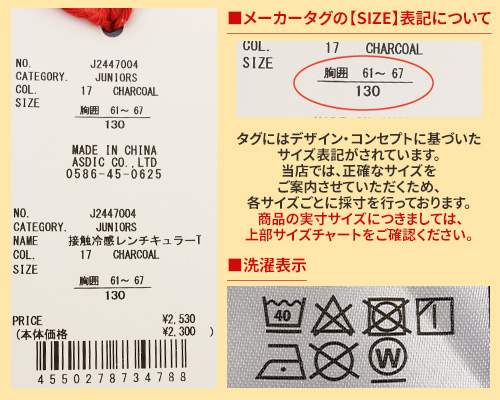 NO. J2447004
CATEGORY. JUNIORS
COL. 17 CHARCOAL
SIZE
胸囲 61～ 67
130
MADE IN CHINA
ASDIC CO.,LTD
0586-45-0625
NO. J2447004
CATEGORY. JUNIORS
NAME 接触冷感レンチキュラーT
COL. 17 CHARCOAL
SIZE
胸囲 61～ 67
130
PRICE ¥2,530
(本体価格 ¥2,300 )
4550278734788
■メーカータグの【SIZE】表記について
COL. 17 CHARCOAL
SIZE
胸囲 61～ 67
130
タグにはデザイン・コンセプトに基づいた
サイズ表記がされています。
当店では、正確なサイズを
ご案内させていただくため、
各サイズごとに採寸を行っております。
商品の実寸サイズにつきましては、
上部サイズチャートをご確認ください。
■洗濯表示
40
W